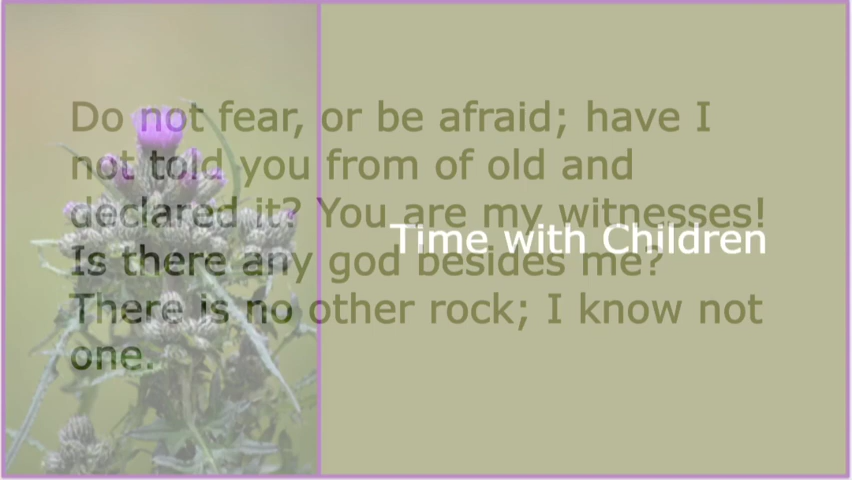 Do not fear, or be afraid; have I
not told you from of old and
declared it? You are my witnesses!
Time with Children
Is there any god besides me?
There is no other rock; I know not
one.